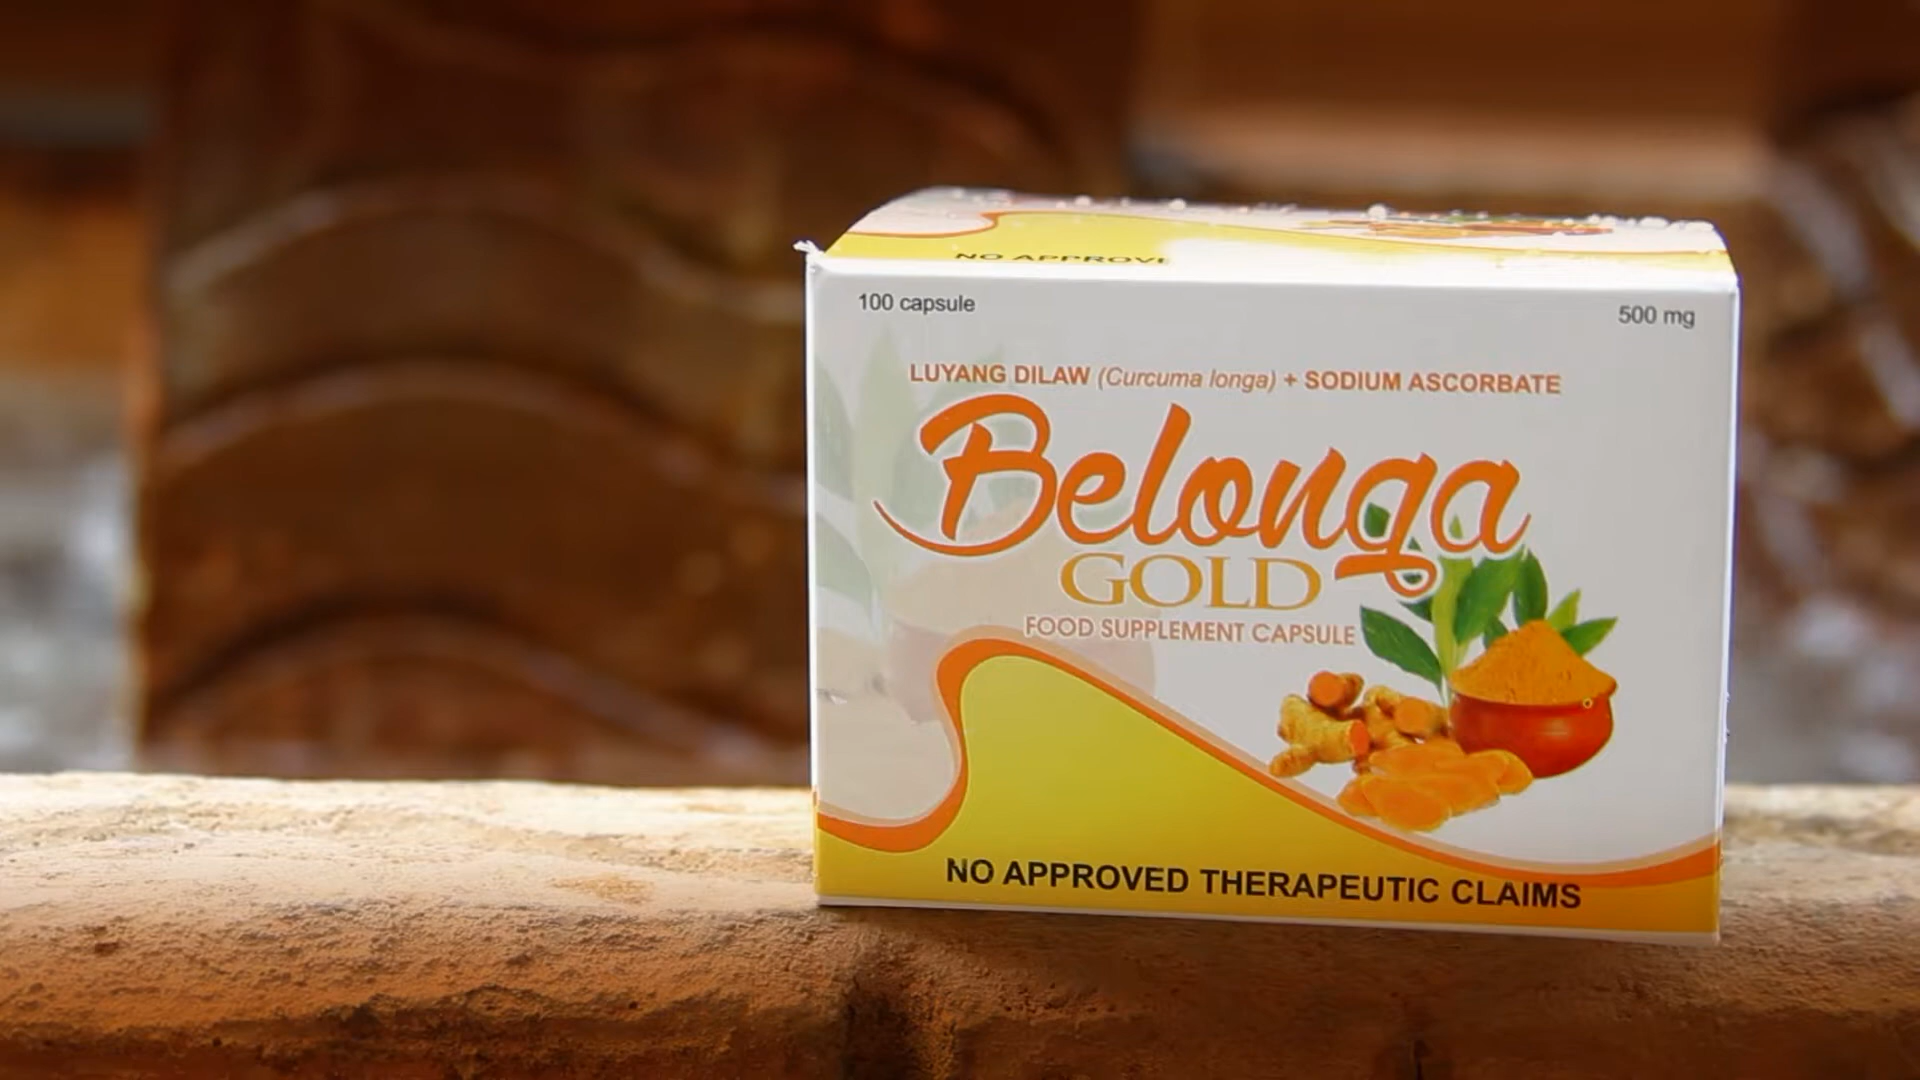 NO APPROVE
100 capsule
500 mg
LUYANG DILAW (Curcuma longa) + SODIUM ASCORBATE
Belonga
GOLD
FOOD SUPPLEMENT CAPSULE
NO APPROVED THERAPEUTIC CLAIMS